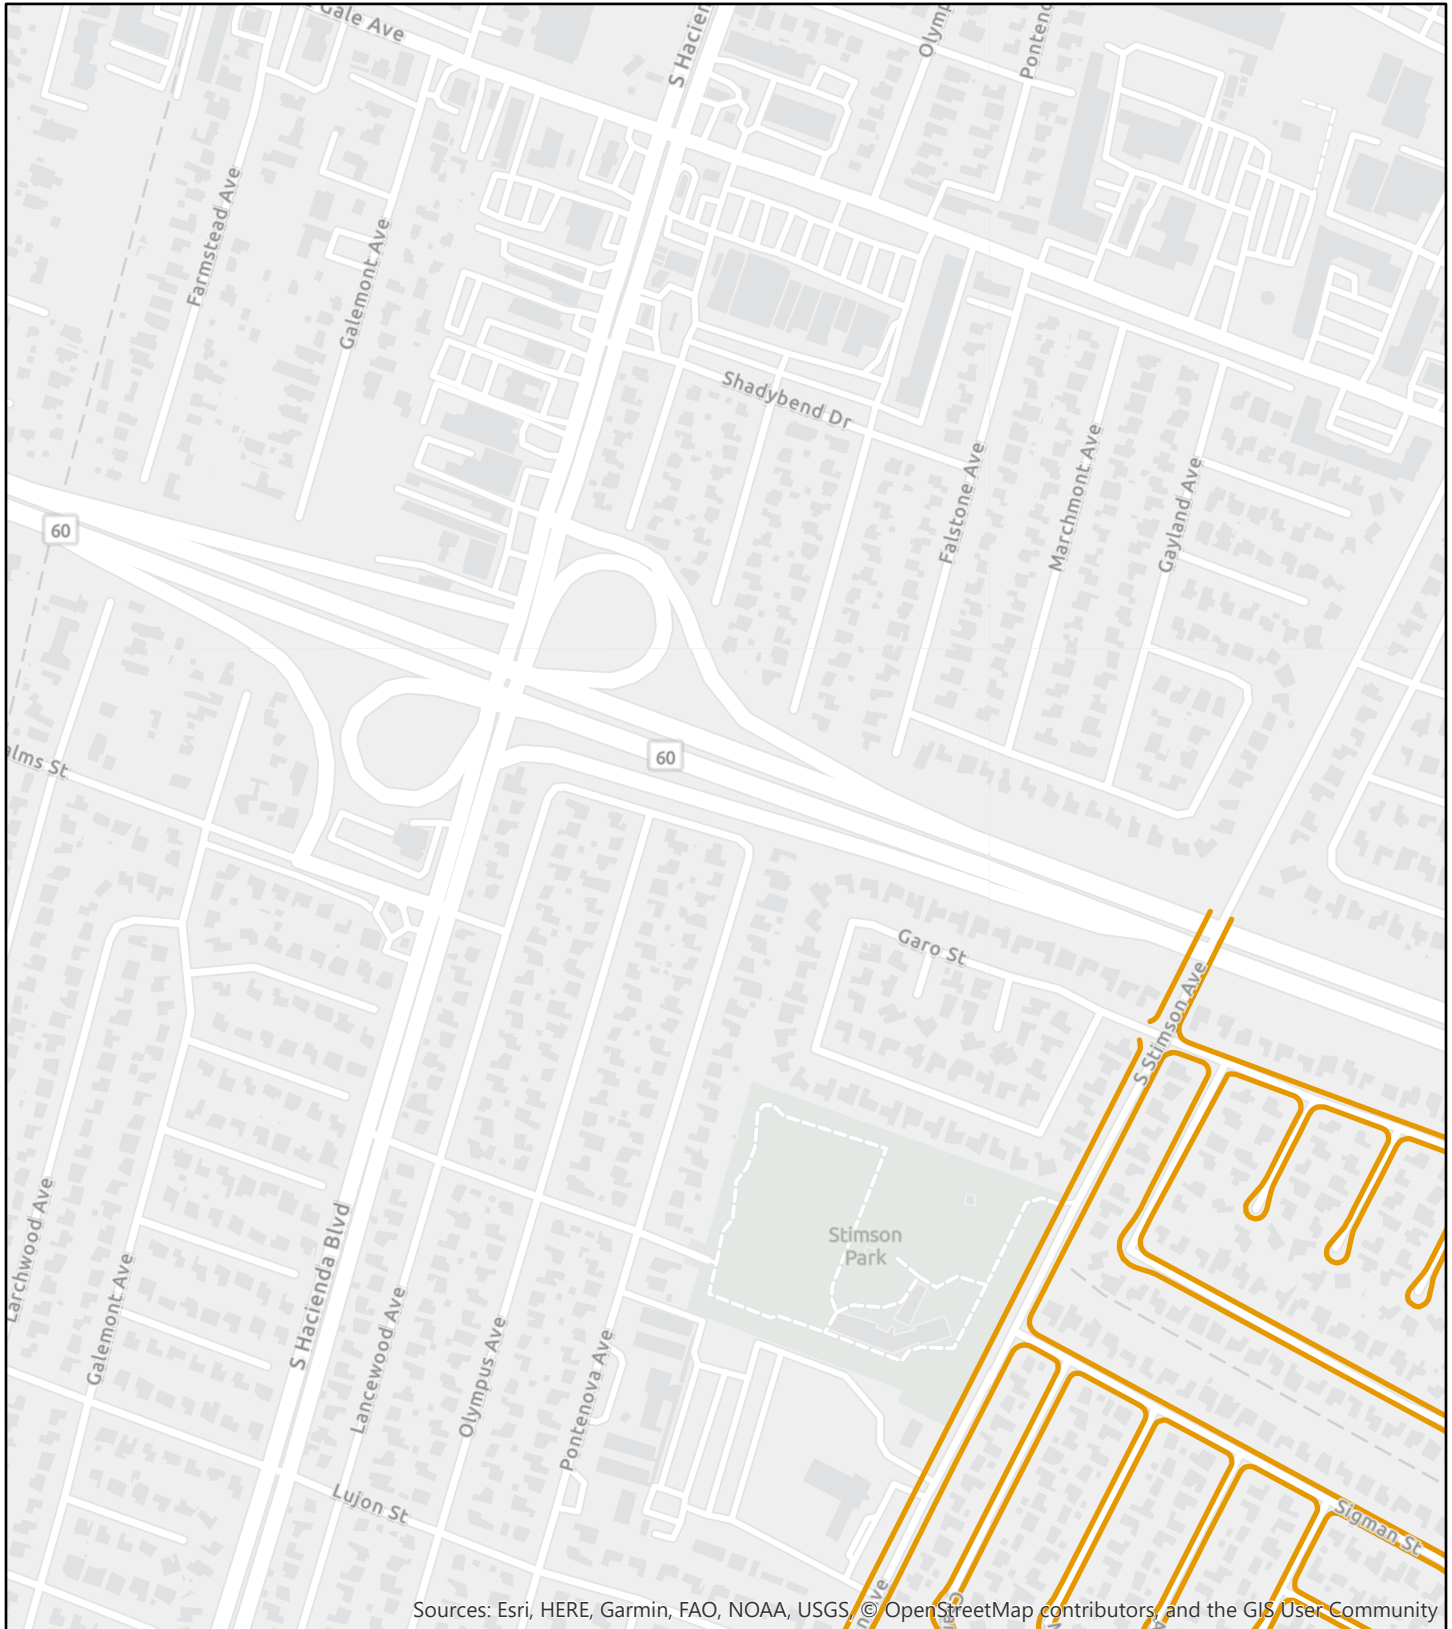 Gale Ave
S Hacien
Olymp
Ponteno
Farmstead Ave
Galemont Ave
Shadybend Dr
Falstone Ave
Marchmont Ave
Gayland Ave
60
60
alms St
Garo St
S Stimson Ave
Stimson
Park
Larchwood Ave
Galemont Ave
S Hacienda Blvd
Lancewood Ave
Olympus Ave
Pontenova Ave
Lujon St
Sigman St
n Ave
Sources: Esri, HERE, Garmin, FAO, NOAA, USGS, © OpenStreetMap contributors, and the GIS User Community